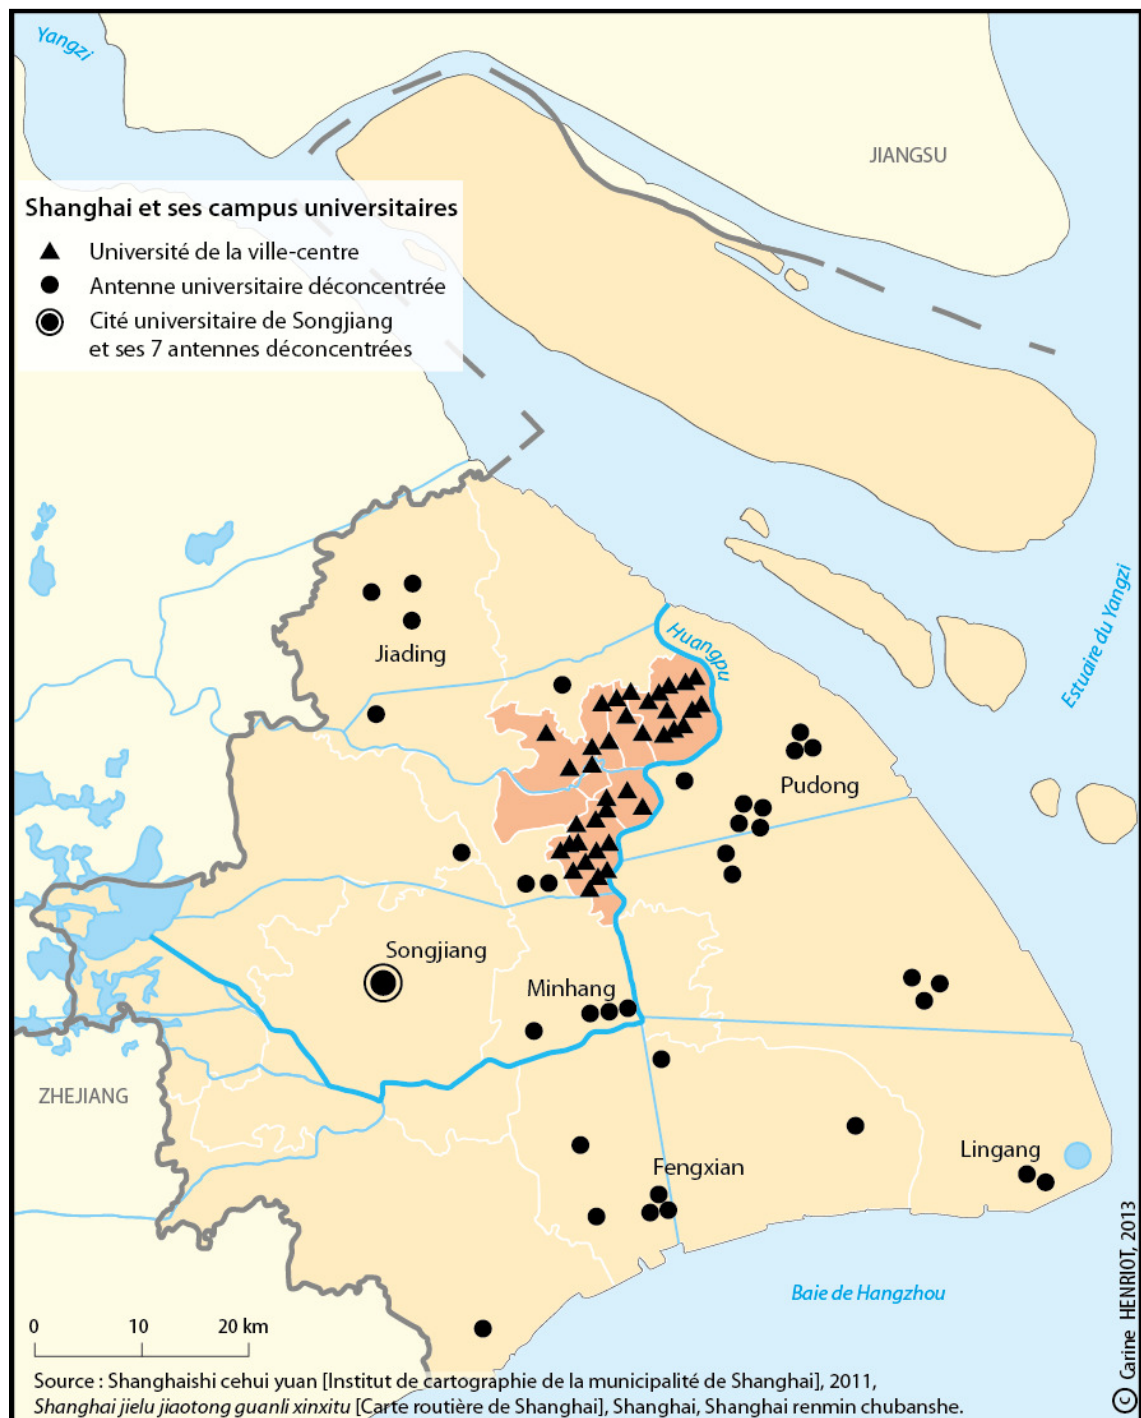 Yangzi
JIANGSU
Shanghai et ses campus universitaires
Université de la ville-centre
Antenne universitaire déconcentrée
Cité universitaire de Songjiang
et ses 7 antennes déconcentrées
Estuaire du Yangzi
Huangpu
Jiading
Pudong
Songjiang
Minhang
ZHEJIANG
Lingang
Fengxian
Baie de Hangzhou
0 10 20 km
Source : Shanghaishi cehui yuan [Institut de cartographie de la municipalité de Shanghai], 2011,
Shanghai jielu jiaotong guanli xinxitu [Carte routière de Shanghai], Shanghai, Shanghai renmin chubanshe.
© Carine HENRIOT, 2013